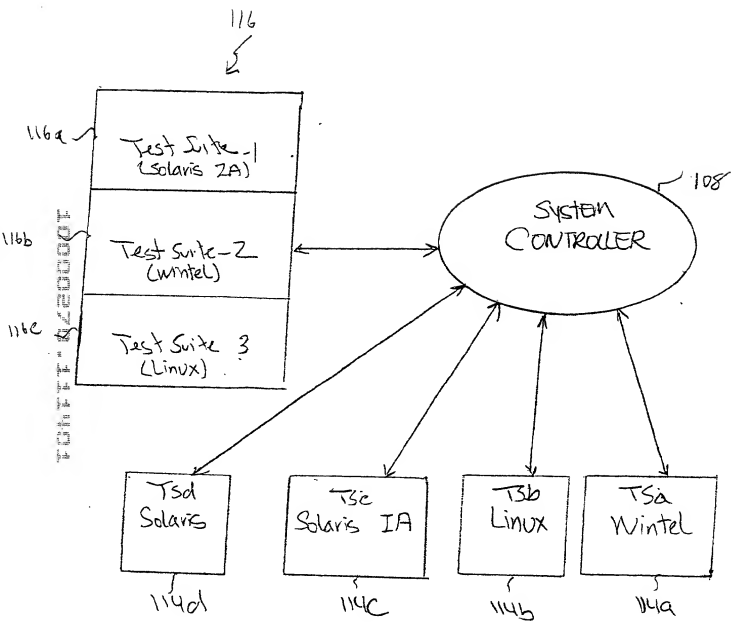 116
116a
Test Suite-1
(Solaris IA)
108
System
CONTROLLER
116b
Test Suite-2
(Wintel)
116c
Test Suite 3
(Linux)
TSd
Solaris
TSc
Solaris IA
TSb
Linux
TSa
Wintel
114d
114c
114b
114a